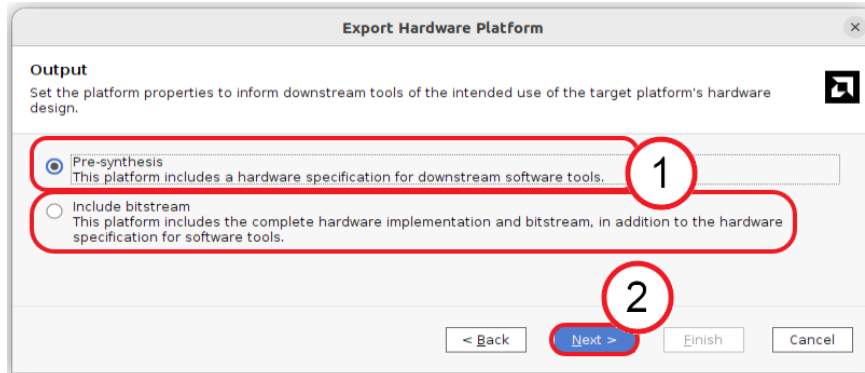 Export Hardware Platform
Output
Set the platform properties to inform downstream tools of the intended use of the target platform's hardware
design.
Pre-synthesis
This platform includes a hardware specification for downstream software tools.
1
Include bitstream
This platform includes the complete hardware implementation and bitstream, in addition to the hardware
specification for software tools.
2
< Back
Next >
Finish
Cancel